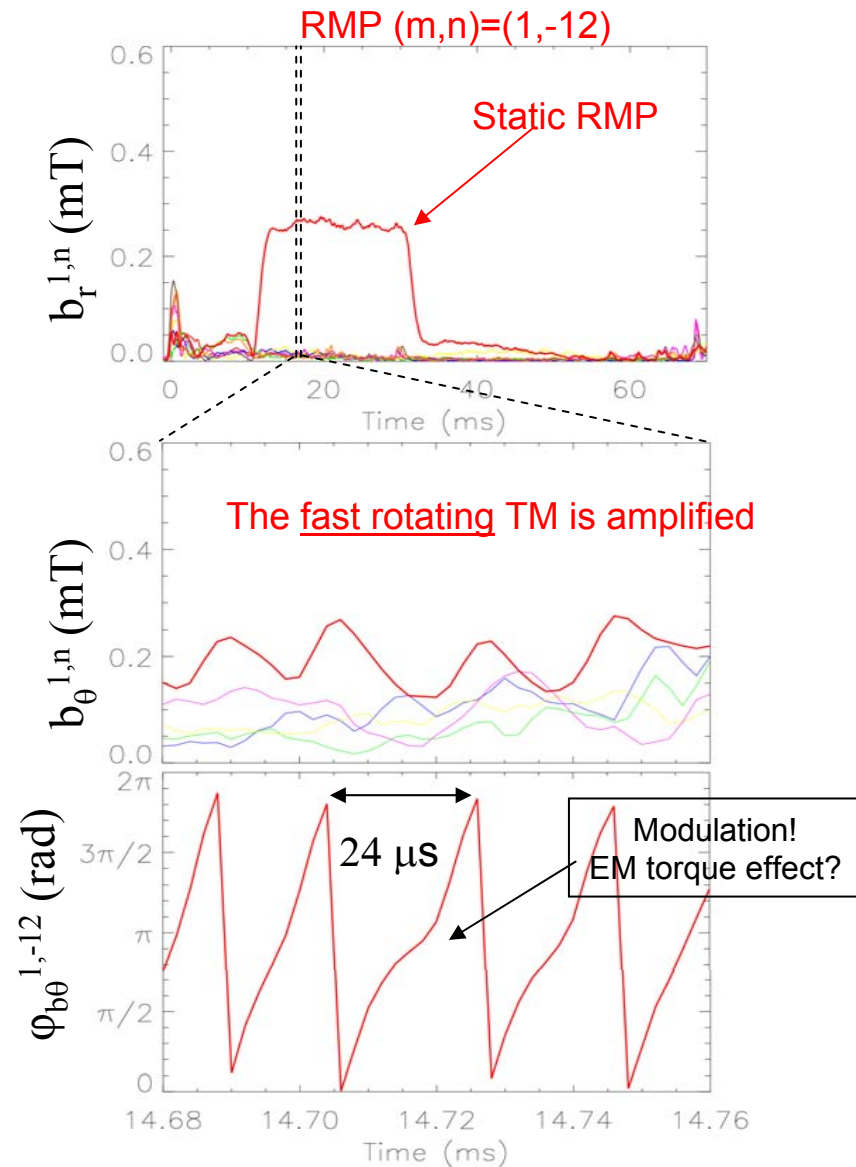 RMP (m,n)=(1,-12)
0.6
0.4
0.2
0.0
b_r^1,n (mT)
Static RMP
0 20 40 60
Time (ms)
0.6
0.4
0.2
0.0
b_θ^1,n (mT)
The fast rotating TM is amplified
2π
3π/2
π
π/2
0
φ_bθ^1,-12 (rad)
24 μs
Modulation!
EM torque effect?
14.68 14.70 14.72 14.74 14.76
Time (ms)